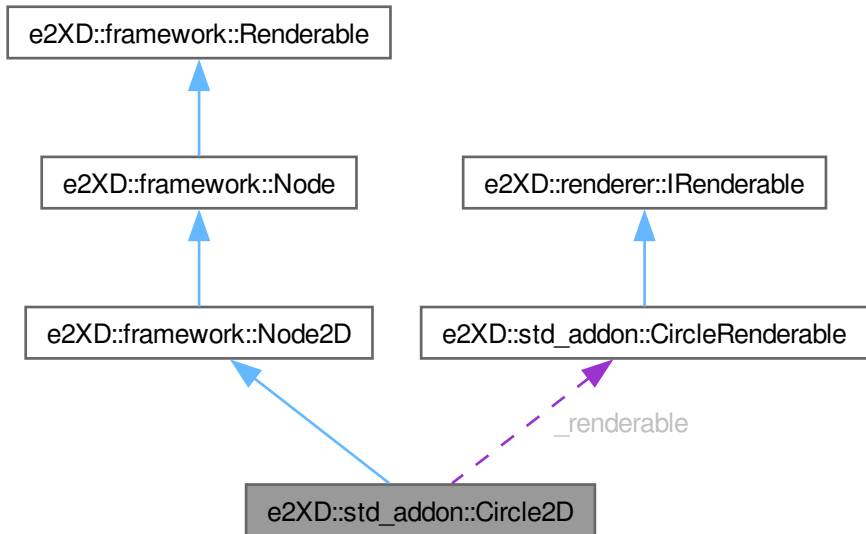 e2XD::framework::Renderable
e2XD::framework::Node
e2XD::renderer::IRenderable
e2XD::framework::Node2D
e2XD::std_addon::CircleRenderable
_renderable
e2XD::std_addon::Circle2D